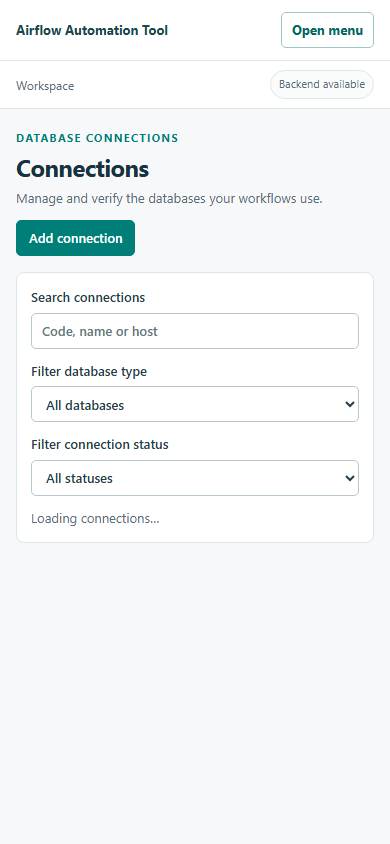 Airflow Automation Tool
Open menu
Workspace
Backend available
DATABASE CONNECTIONS
Connections
Manage and verify the databases your workflows use.
Add connection
Search connections
Code, name or host
Filter database type
All databases
Filter connection status
All statuses
Loading connections...